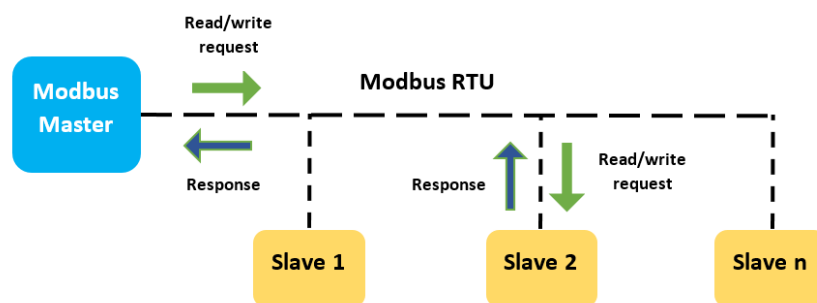 Read/write
request
Modbus
Master
Modbus RTU
Response
Response
Read/write
request
Slave 1
Slave 2
Slave n